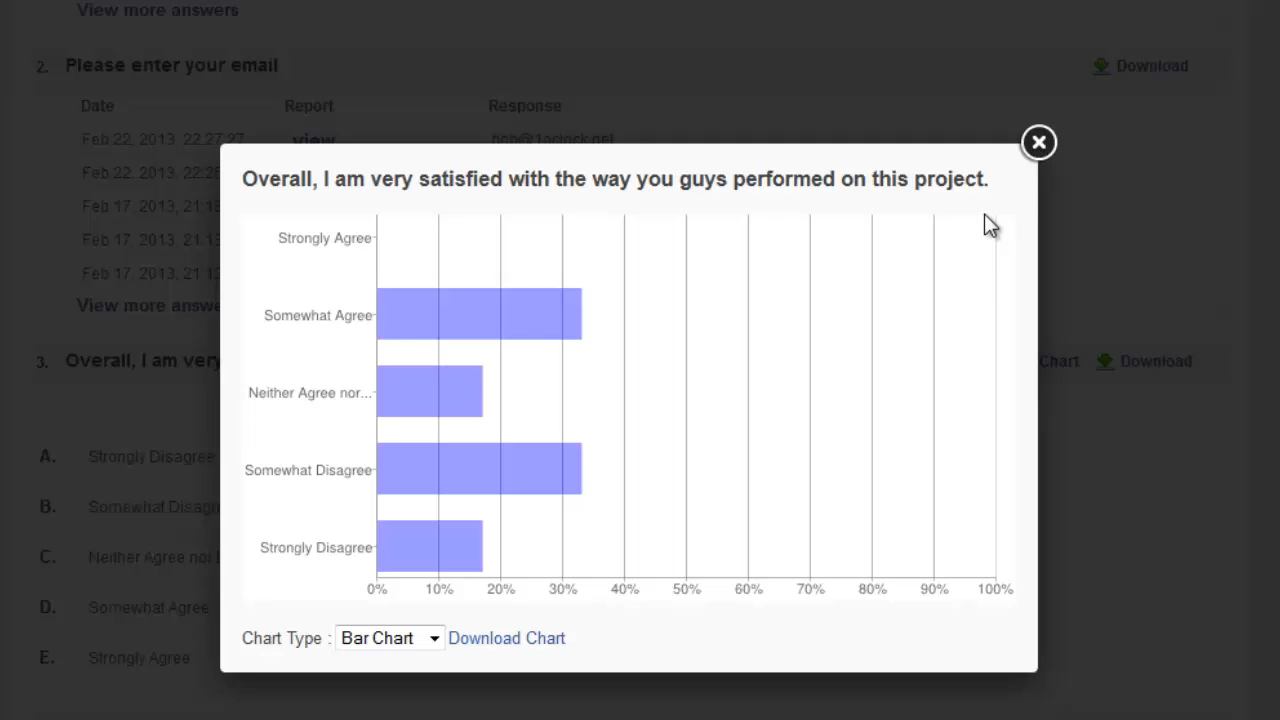 View more answers
2. Please enter your email
Download
Date Report Response
Feb 22, 2013, 22:27:27 view bob@1oclock.net
Feb 22, 2013, 22:2
Feb 17, 2013, 21:1
Feb 17, 2013, 21:1
Feb 17, 2013, 21:1
View more answe
3. Overall, I am very
Chart Download
A. Strongly Disagree
B. Somewhat Disagr
C. Neither Agree nor
D. Somewhat Agree
E. Strongly Agree
Overall, I am very satisfied with the way you guys performed on this project.
Strongly Agree
Somewhat Agree
Neither Agree nor...
Somewhat Disagree
Strongly Disagree
0% 10% 20% 30% 40% 50% 60% 70% 80% 90% 100%
Chart Type : Bar Chart Download Chart